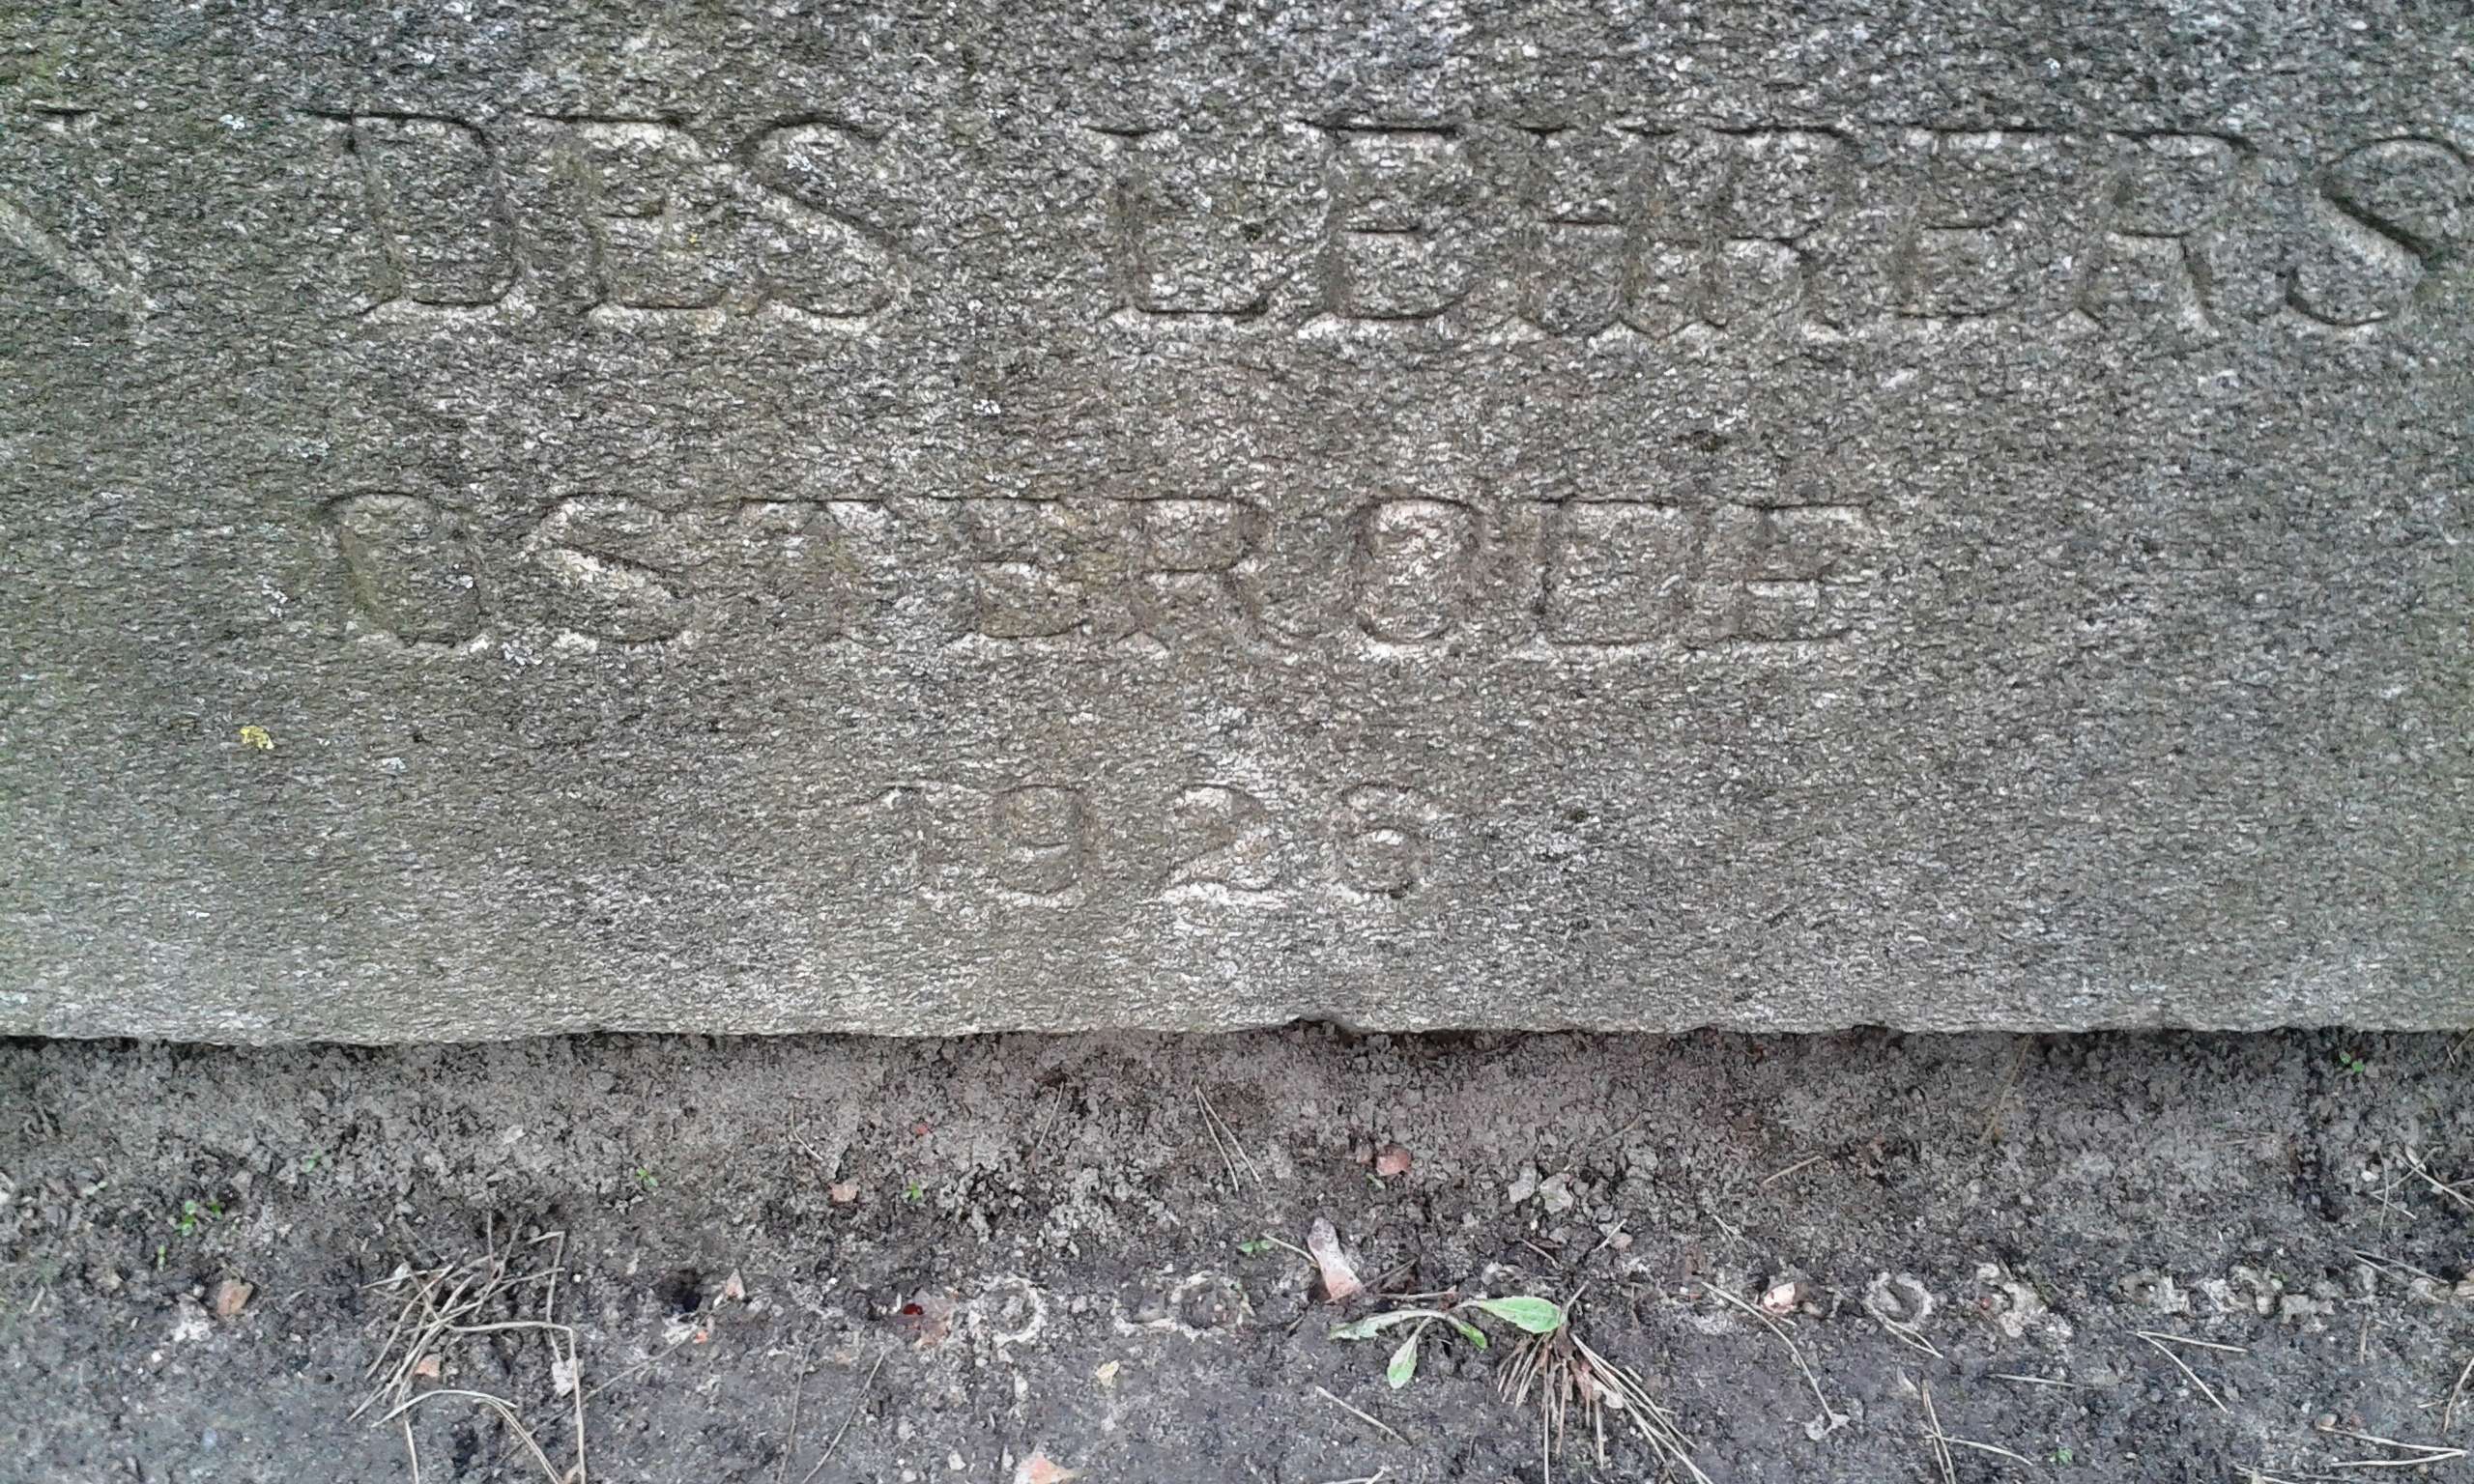 DES LEHRERS
OSTERODE
1926